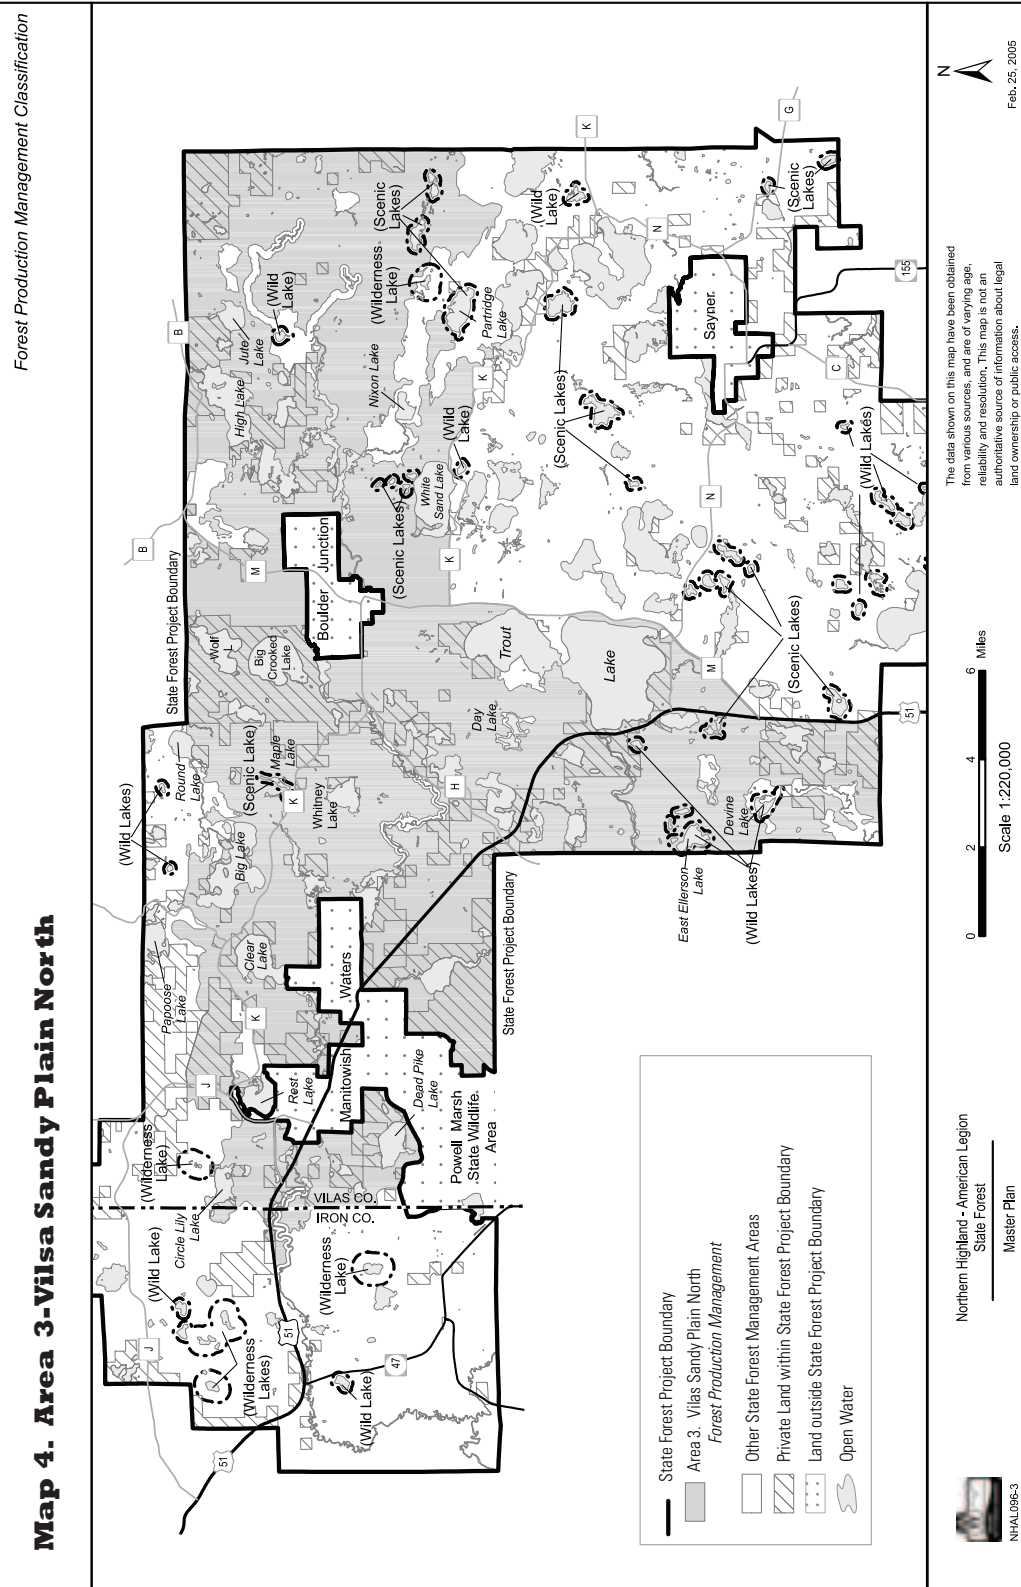 Map 4. Area 3-Vilsa Sandy Plain North
Forest Production Management Classification
J
(Wild Lake)
Circle Lily
Lake
(Wilderness
Lake)
(Wilderness
Lakes)
51
51
47
(Wild Lake)
(Wilderness
Lake)
VILAS CO.
IRON CO.
J
Papoose
Lake
K
Rest
Lake
Manitowish
Waters
Dead Pike
Lake
Powell Marsh
State Wildlife
Area
Clear
Lake
Big Lake
(Wild Lakes)
Round
Lake
(Scenic Lake)
Maple
Lake
K
Whitney
Lake
State Forest Project Boundary
Wolf
L
Big
Crooked
Lake
Boulder
Junction
M
B
B
High Lake
Jute
Lake
(Wild
Lake)
Nixon Lake
(Wilderness
Lake)
(Scenic
Lakes)
Partridge
Lake
(Scenic Lakes)
White
Sand Lake
(Wild
Lake)
K
K
Day
Lake
H
Trout
Lake
State Forest Project Boundary
(Wild
Lake)
K
N
G
(Scenic
Lakes)
(Scenic Lakes)
Sayner
155
C
N
M
(Scenic Lakes)
(Wild Lakes)
51
East Ellerson
Lake
Devine
Lake
(Wild Lakes)
State Forest Project Boundary
Area 3. Vilas Sandy Plain North
Forest Production Management
Other State Forest Management Areas
Private Land within State Forest Project Boundary
Land outside State Forest Project Boundary
Open Water
NHAL096-3
Northern Highland - American Legion
State Forest
Master Plan
0 2 4 6 Miles
Scale 1:220,000
The data shown on this map have been obtained
from various sources, and are of varying age,
reliability and resolution. This map is not an
authoritative source of information about legal
land ownership or public access.
N
Feb. 25, 2005